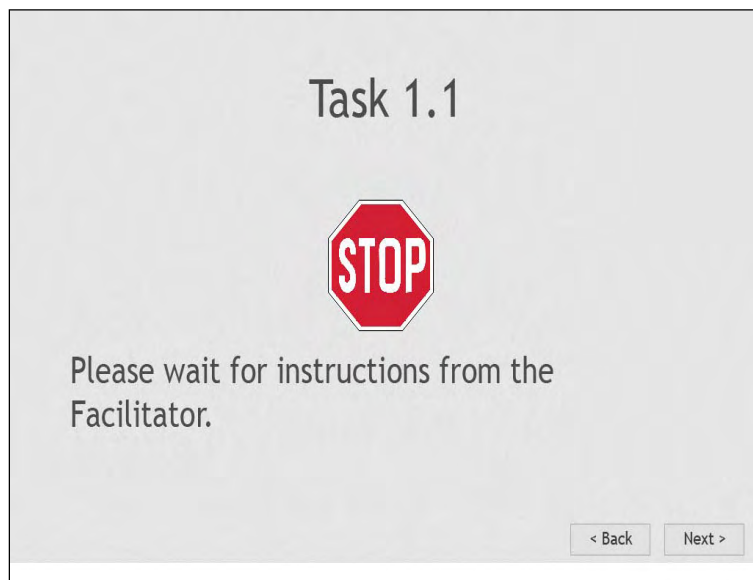 Task 1.1
STOP
Please wait for instructions from the
Facilitator.
< Back Next >